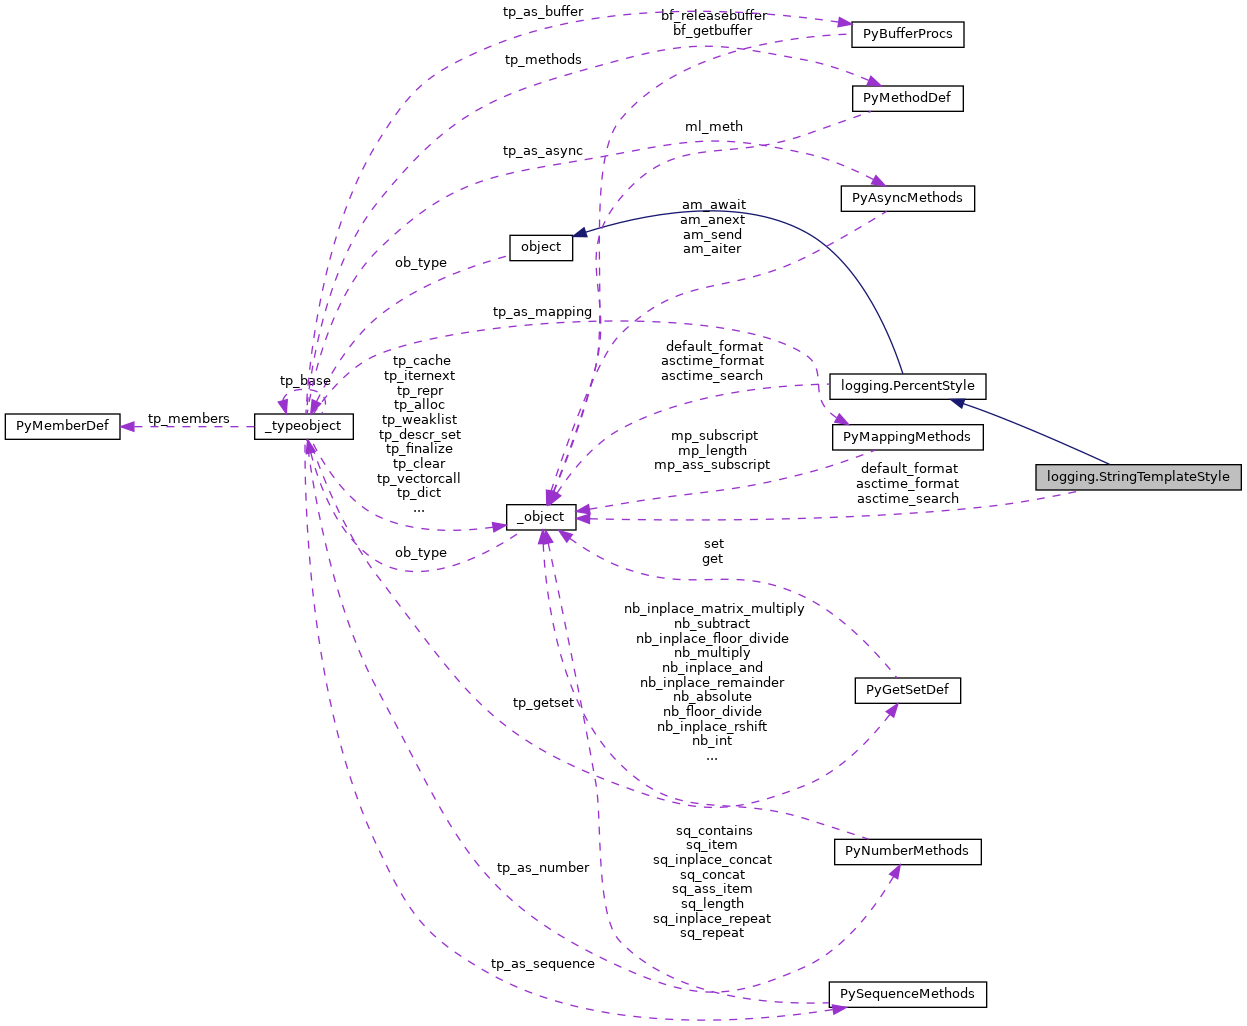 tp_as_buffer
bf_releasebuffer
bf_getbuffer
PyBufferProcs
tp_methods
PyMethodDef
ml_meth
tp_as_async
PyAsyncMethods
am_await
am_anext
am_send
am_aiter
object
ob_type
tp_as_mapping
default_format
asctime_format
asctime_search
logging.PercentStyle
tp_cache
tp_iternext
tp_repr
tp_alloc
tp_weaklist
tp_descr_set
tp_finalize
tp_clear
tp_vectorcall
tp_dict
...
tp_base
PyMemberDef
tp_members
_typeobject
PyMappingMethods
mp_subscript
mp_length
mp_ass_subscript
logging.StringTemplateStyle
default_format
asctime_format
asctime_search
_object
ob_type
set
get
nb_inplace_matrix_multiply
nb_subtract
nb_inplace_floor_divide
nb_multiply
nb_inplace_and
nb_inplace_remainder
nb_absolute
nb_floor_divide
nb_inplace_rshift
nb_int
...
PyGetSetDef
tp_getset
sq_contains
sq_item
sq_inplace_concat
sq_concat
sq_ass_item
sq_length
sq_inplace_repeat
sq_repeat
PyNumberMethods
tp_as_number
tp_as_sequence
PySequenceMethods